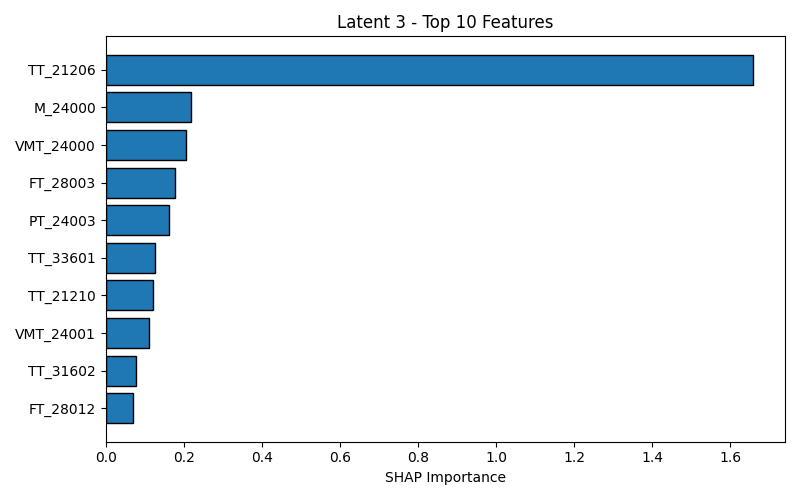 Latent 3 - Top 10 Features
TT_21206
M_24000
VMT_24000
FT_28003
PT_24003
TT_33601
TT_21210
VMT_24001
TT_31602
FT_28012
0.0 0.2 0.4 0.6 0.8 1.0 1.2 1.4 1.6
SHAP Importance